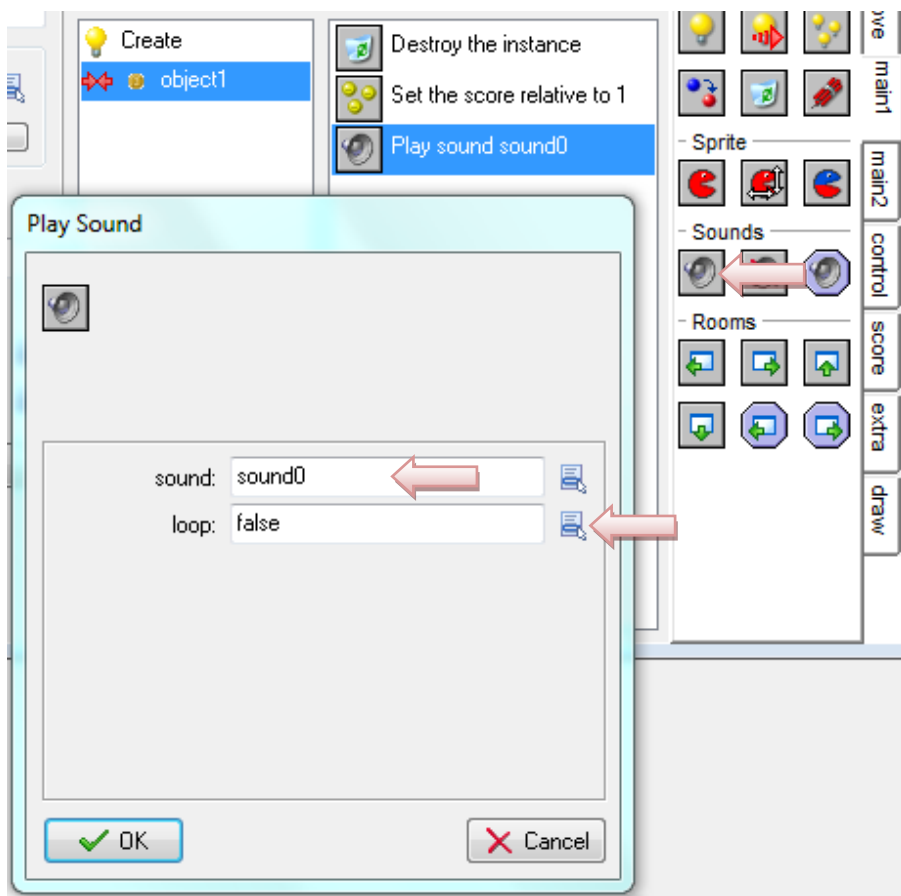 Create
object1
Destroy the instance
Set the score relative to 1
Play sound sound0
Play Sound
sound: sound0
loop: false
OK
Cancel
Sprite
Sounds
Rooms
ove
main1
main2
control
score
extra
draw